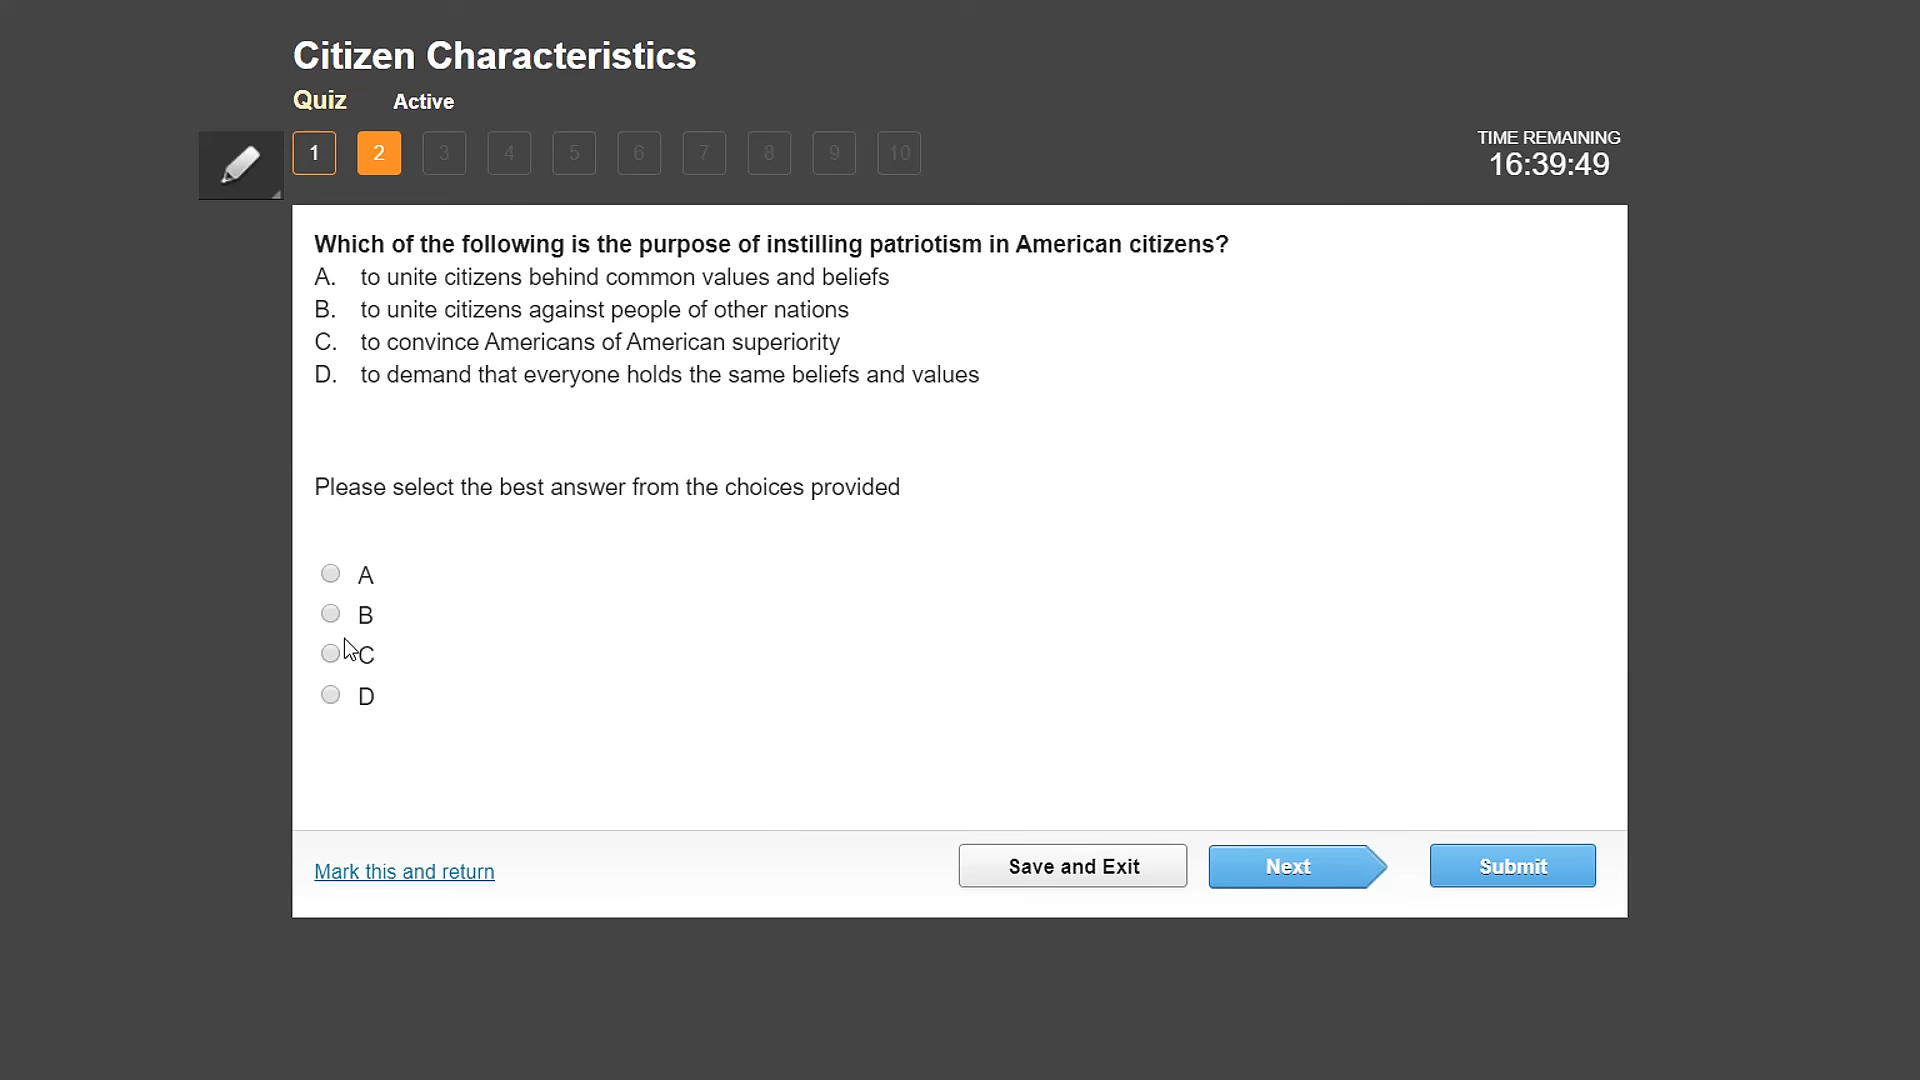 Citizen Characteristics
Quiz Active
1 2 3 4 5 6 7 8 9 10
TIME REMAINING
16:39:49
Which of the following is the purpose of instilling patriotism in American citizens?
A. to unite citizens behind common values and beliefs
B. to unite citizens against people of other nations
C. to convince Americans of American superiority
D. to demand that everyone holds the same beliefs and values
Please select the best answer from the choices provided
A
B
C
D
Mark this and return Save and Exit Next Submit